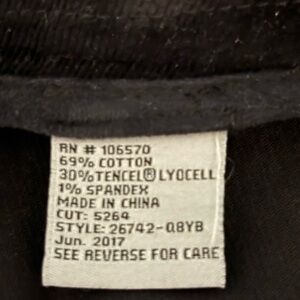 RN # 106570
69% COTTON
30%TENCEL® LYOCELL
1% SPANDEX
MADE IN CHINA
CUT: 5264
STYLE: 26742-08YB
Jun. 2017
SEE REVERSE FOR CARE